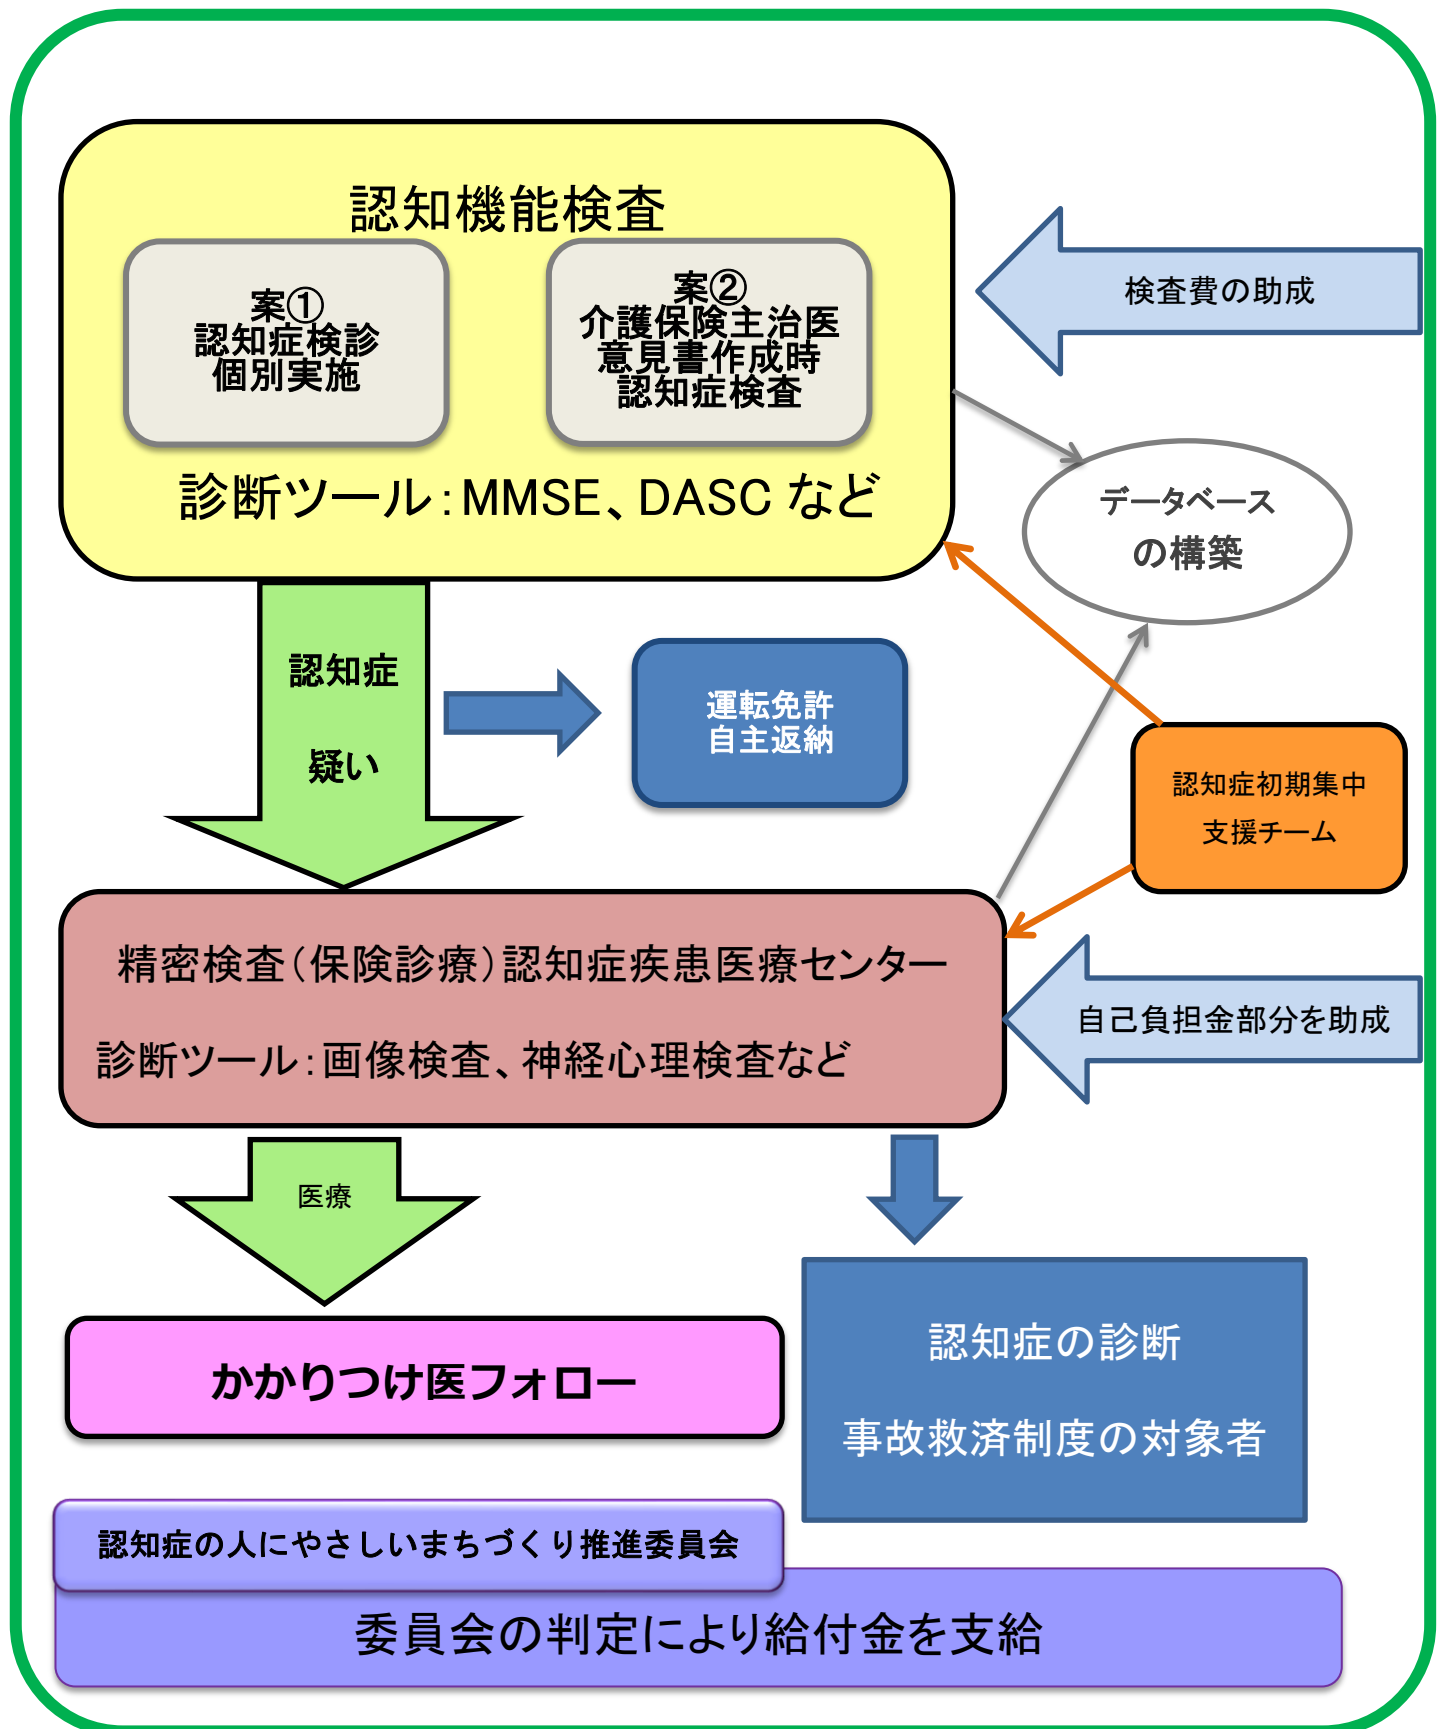 認知機能検査
案①
認知症検診
個別実施
案②
介護保険主治医
意見書作成時
認知症検査
診断ツール：MMSE、DASC など
検査費の助成
データベース
の構築
認知症
疑い
運転免許
自主返納
認知症初期集中
支援チーム
精密検査（保険診療）認知症疾患医療センター
診断ツール：画像検査、神経心理検査など
自己負担金部分を助成
医療
かかりつけ医フォロー
認知症の診断
事故救済制度の対象者
認知症の人にやさしいまちづくり推進委員会
委員会の判定により給付金を支給